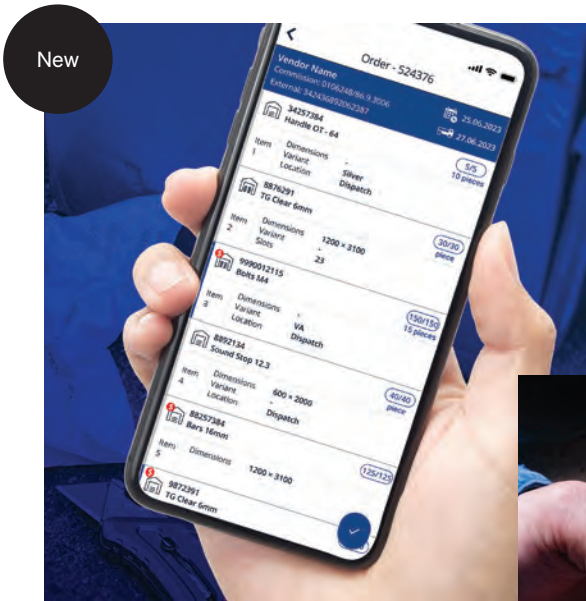 New
Order - 524376
Vendor Name
Commission: 0106248/86.9.3006
External: 342436892062387
25.06.2023
27.06.2023
34257384
Handle OT - 64
5/5
10 pieces
Item 1
Dimensions -
Variant Silver
Location Dispatch
8876291
TG Clear 6mm
30/30
piece
Item 2
Dimensions 1200 × 3100
Variant -
Slots 23
9990012115
Bolts M4
150/150
15 pieces
Item 3
Dimensions -
Variant VA
Location Dispatch
8892134
Sound Stop 12.3
40/40
piece
Item 4
Dimensions 600 × 2000
Variant -
Location Dispatch
88257384
Bars 16mm
125/125
Item 5
Dimensions 1200 × 3100
9872391
TG Clear 6mm